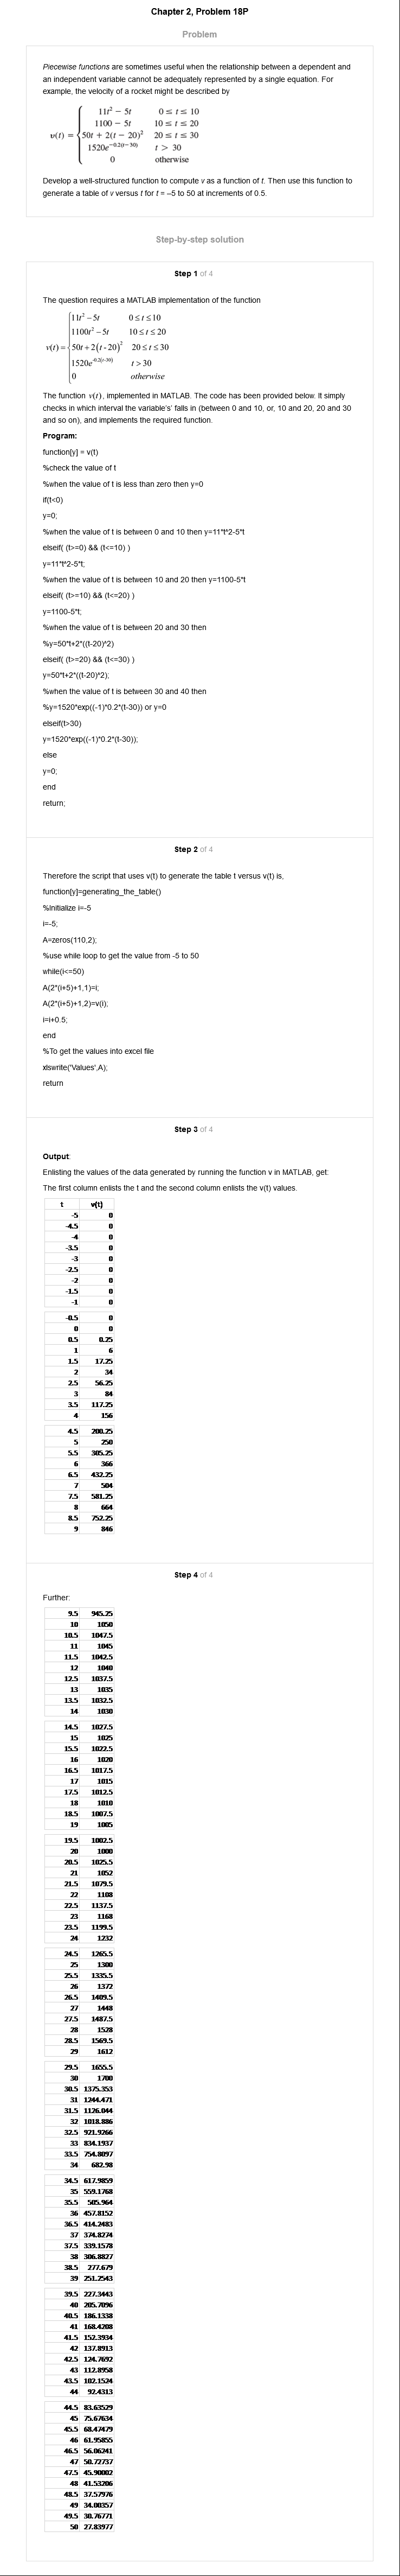 Chapter 2, Problem 18P
Problem
Piecewise functions are sometimes useful when the relationship between a dependent and
an independent variable cannot be adequately represented by a single equation. For
example, the velocity of a rocket might be described by
11t² − 5t 0 ≤ t ≤ 10
1100 − 5t 10 ≤ t ≤ 20
v(t) = { 50t + 2(t − 20)² 20 ≤ t ≤ 30
1520e^−0.2(t−30) t > 30
0 otherwise
Develop a well-structured function to compute v as a function of t. Then use this function to
generate a table of v versus t for t = –5 to 50 at increments of 0.5.
Step-by-step solution
Step 1 of 4
The question requires a MATLAB implementation of the function
11t² − 5t 0 ≤ t ≤ 10
1100t² − 5t 10 ≤ t ≤ 20
v(t) = { 50t + 2(t - 20)² 20 ≤ t ≤ 30
1520e^-0.2(t-30) t > 30
0 otherwise
The function v(t), implemented in MATLAB. The code has been provided below. It simply
checks in which interval the variable's' falls in (between 0 and 10, or, 10 and 20, 20 and 30
and so on), and implements the required function.
Program:
function[y] = v(t)
%check the value of t
%when the value of t is less than zero then y=0
if(t<0)
y=0;
%when the value of t is between 0 and 10 then y=11*t^2-5*t
elseif( (t>=0) && (t<=10) )
y=11*t^2-5*t;
%when the value of t is between 10 and 20 then y=1100-5*t
elseif( (t>=10) && (t<=20) )
y=1100-5*t;
%when the value of t is between 20 and 30 then
%y=50*t+2*((t-20)^2)
elseif( (t>=20) && (t<=30) )
y=50*t+2*((t-20)^2);
%when the value of t is between 30 and 40 then
%y=1520*exp((-1)*0.2*(t-30)) or y=0
elseif(t>30)
y=1520*exp((-1)*0.2*(t-30));
else
y=0;
end
return;
Step 2 of 4
Therefore the script that uses v(t) to generate the table t versus v(t) is,
function[y]=generating_the_table()
%Initialize i=-5
i=-5;
A=zeros(110,2);
%use while loop to get the value from -5 to 50
while(i<=50)
A(2*(i+5)+1,1)=i;
A(2*(i+5)+1,2)=v(i);
i=i+0.5;
end
%To get the values into excel file
xlswrite('Values',A);
return
Step 3 of 4
Output:
Enlisting the values of the data generated by running the function v in MATLAB, get:
The first column enlists the t and the second column enlists the v(t) values.
t v(t)
-5 0
-4.5 0
-4 0
-3.5 0
-3 0
-2.5 0
-2 0
-1.5 0
-1 0
-0.5 0
0 0
0.5 0.25
1 6
1.5 17.25
2 34
2.5 56.25
3 84
3.5 117.25
4 156
4.5 200.25
5 250
5.5 305.25
6 366
6.5 432.25
7 504
7.5 581.25
8 664
8.5 752.25
9 846
Step 4 of 4
Further:
9.5 945.25
10 1050
10.5 1047.5
11 1045
11.5 1042.5
12 1040
12.5 1037.5
13 1035
13.5 1032.5
14 1030
14.5 1027.5
15 1025
15.5 1022.5
16 1020
16.5 1017.5
17 1015
17.5 1012.5
18 1010
18.5 1007.5
19 1005
19.5 1002.5
20 1000
20.5 1025.5
21 1052
21.5 1079.5
22 1108
22.5 1137.5
23 1168
23.5 1199.5
24 1232
24.5 1265.5
25 1300
25.5 1335.5
26 1372
26.5 1409.5
27 1448
27.5 1487.5
28 1528
28.5 1569.5
29 1612
29.5 1655.5
30 1700
30.5 1375.353
31 1244.471
31.5 1126.044
32 1018.886
32.5 921.9266
33 834.1937
33.5 754.8097
34 682.98
34.5 617.9859
35 559.1768
35.5 505.964
36 457.8152
36.5 414.2483
37 374.8274
37.5 339.1578
38 306.8827
38.5 277.679
39 251.2543
39.5 227.3443
40 205.7096
40.5 186.1338
41 168.4208
41.5 152.3934
42 137.8913
42.5 124.7692
43 112.8958
43.5 102.1524
44 92.4313
44.5 83.63529
45 75.67634
45.5 68.47479
46 61.95855
46.5 56.06241
47 50.72737
47.5 45.90002
48 41.53206
48.5 37.57976
49 34.00357
49.5 30.76771
50 27.83977